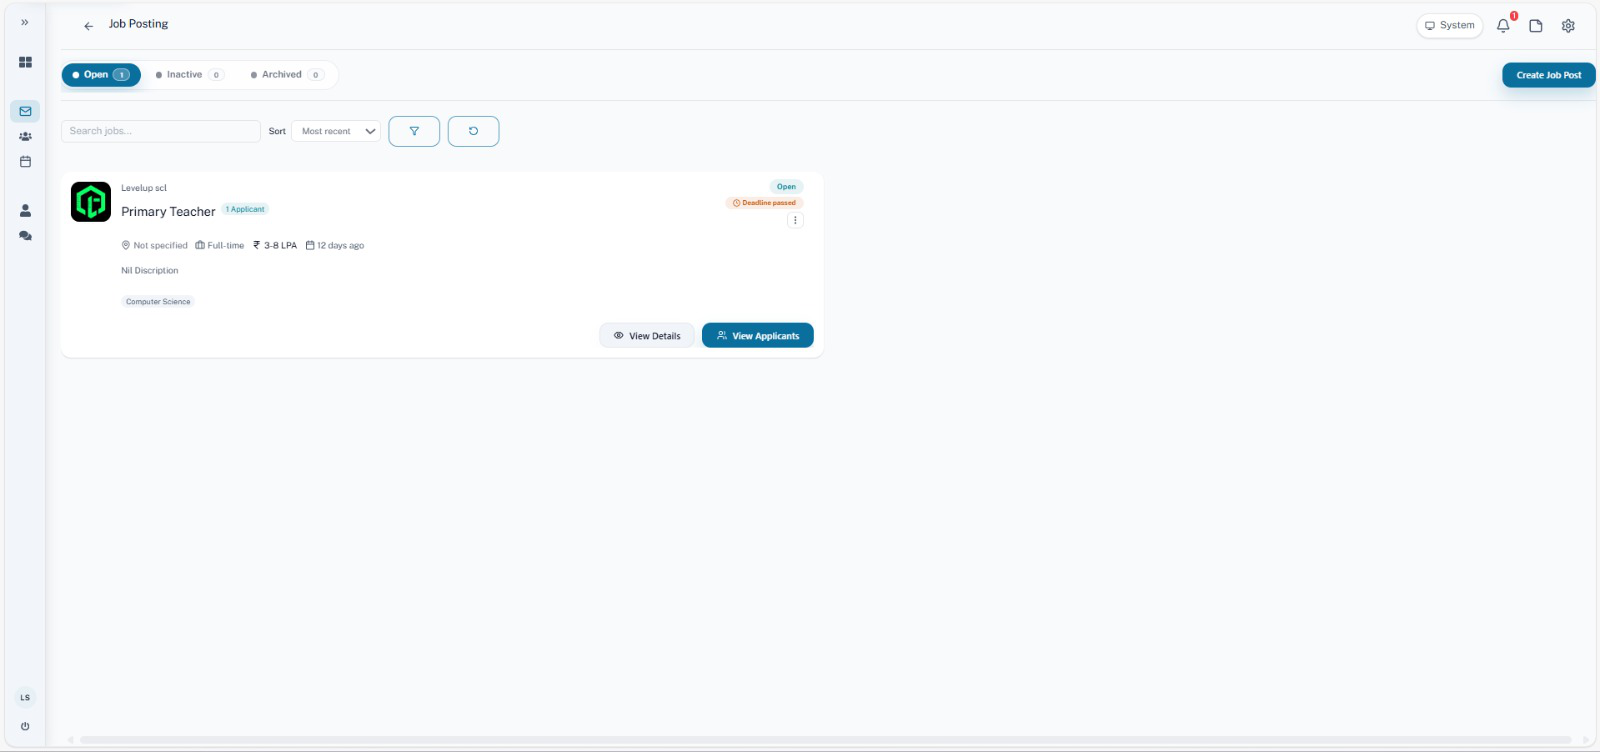 Job Posting
System
1
Open 1
Inactive 0
Archived 0
Create Job Post
Search jobs...
Sort
Most recent
Levelup scl
Open
Primary Teacher
1 Applicant
Deadline passed
Not specified
Full-time
₹ 3-8 LPA
12 days ago
Nil Discription
Computer Science
View Details
View Applicants
LS